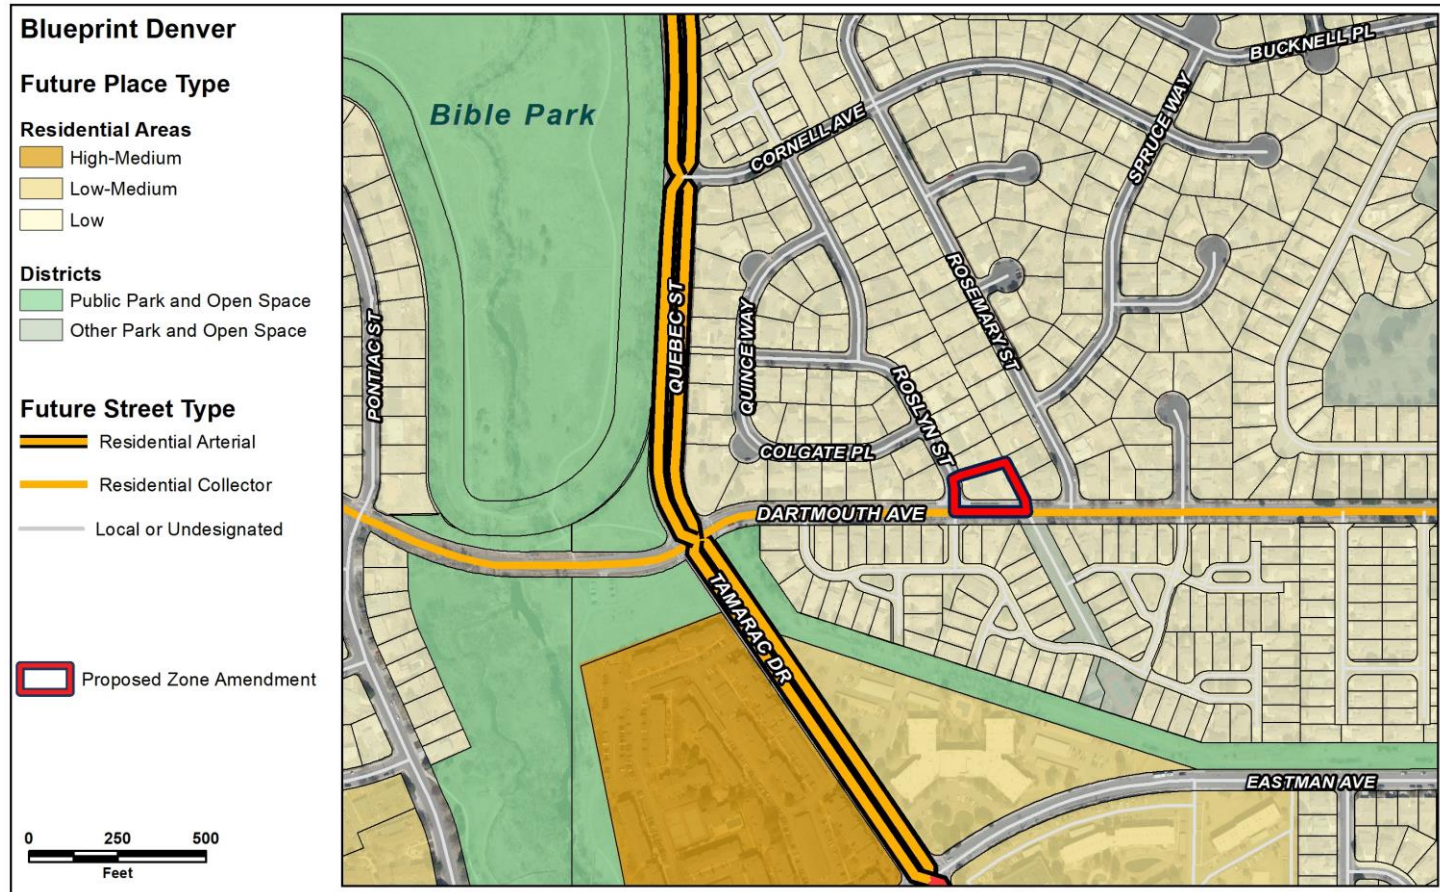 Blueprint Denver
Future Place Type
Residential Areas
High-Medium
Low-Medium
Low
Districts
Public Park and Open Space
Other Park and Open Space
Future Street Type
Residential Arterial
Residential Collector
Local or Undesignated
Proposed Zone Amendment
0 250 500
Feet
Bible Park
BUCKNELL PL
CORNELL AVE
SPRUCE WAY
ROSEMARY ST
PONTIAC ST
QUEBEC ST
QUINCE WAY
ROSLYN ST
COLGATE PL
DARTMOUTH AVE
TAMARAC DR
EASTMAN AVE